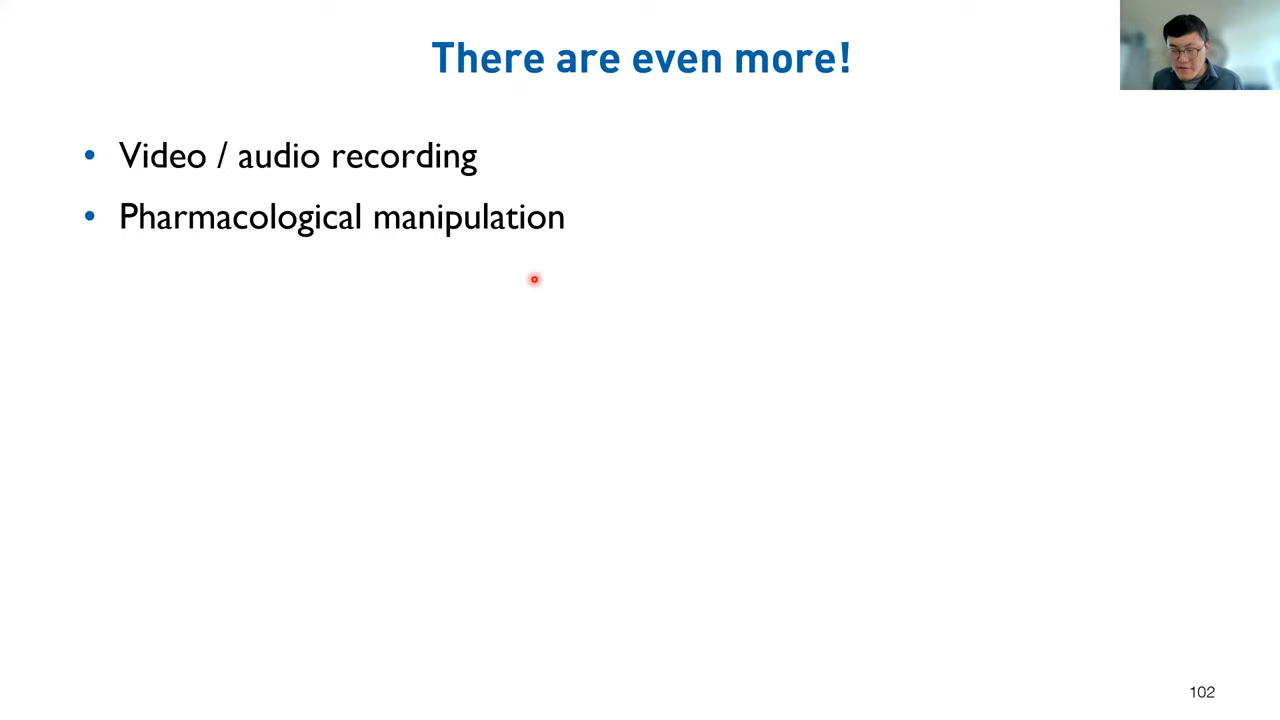 There are even more!
• Video / audio recording
• Pharmacological manipulation
102